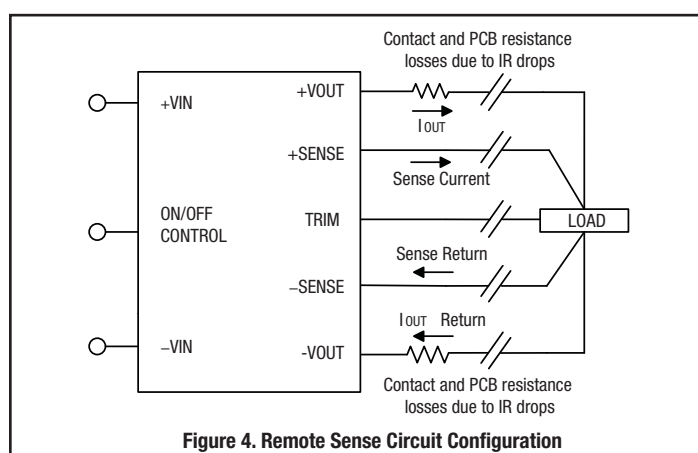 Contact and PCB resistance
losses due to IR drops
+VOUT
+VIN
IOUT
+SENSE
Sense Current
ON/OFF
CONTROL
TRIM
LOAD
Sense Return
−SENSE
IOUT Return
−VIN
-VOUT
Contact and PCB resistance
losses due to IR drops
Figure 4. Remote Sense Circuit Configuration